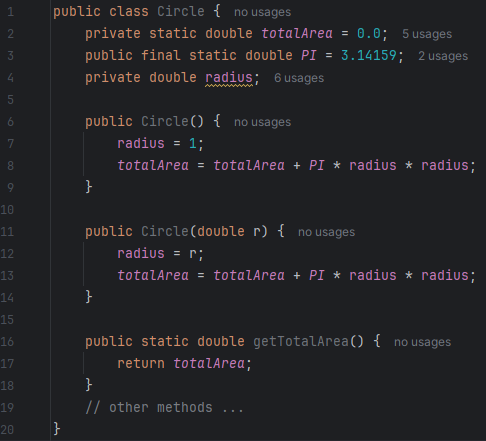 1 public class Circle { no usages
2 private static double totalArea = 0.0; 5 usages
3 public final static double PI = 3.14159; 2 usages
4 private double radius; 6 usages
5
6 public Circle() { no usages
7 radius = 1;
8 totalArea = totalArea + PI * radius * radius;
9 }
10
11 public Circle(double r) { no usages
12 radius = r;
13 totalArea = totalArea + PI * radius * radius;
14 }
15
16 public static double getTotalArea() { no usages
17 return totalArea;
18 }
19 // other methods ...
20 }